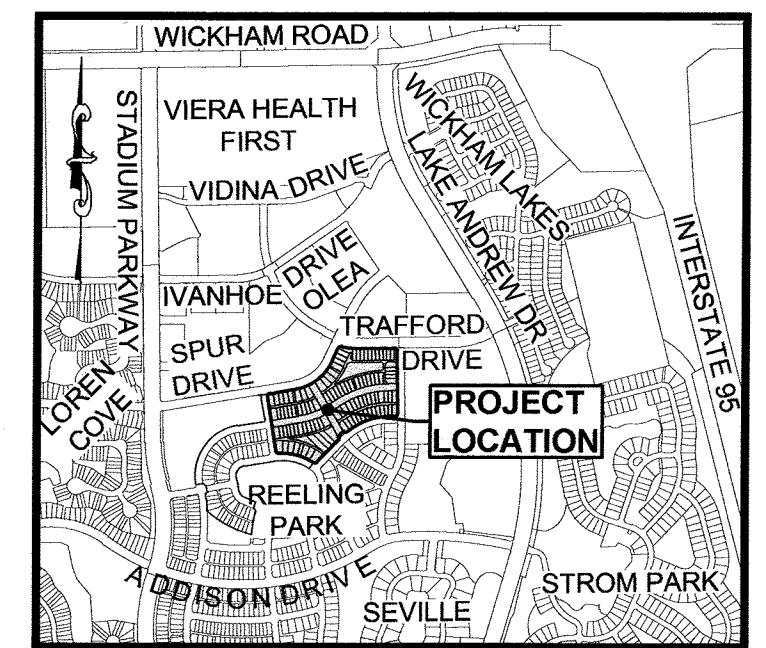 WICKHAM ROAD
STADIUM PARKWAY
VIERA HEALTH
FIRST
VIDINA DRIVE
WICKHAM LAKES
LAKE ANDREW DR
INTERSTATE 95
DRIVE
OLEA
IVANHOE
SPUR
DRIVE
TRAFFORD
DRIVE
LOREN
COVE
PROJECT
LOCATION
REELING
PARK
ADDISON DRIVE
SEVILLE
STROM PARK